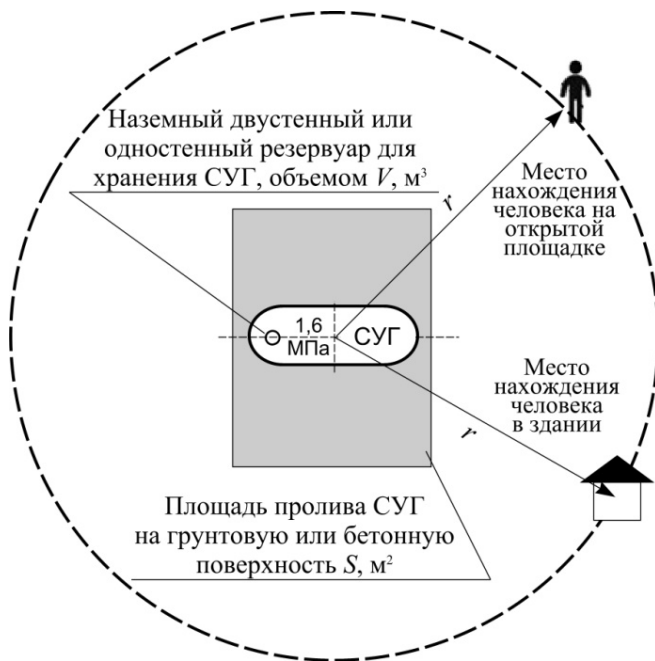 Наземный двустенный или
одностенный резервуар для
хранения СУГ, объемом V, м³
r
Место
нахождения
человека на
открытой
площадке
1,6
МПа
СУГ
Место
нахождения
человека
в здании
r
Площадь пролива СУГ
на грунтовую или бетонную
поверхность S, м²